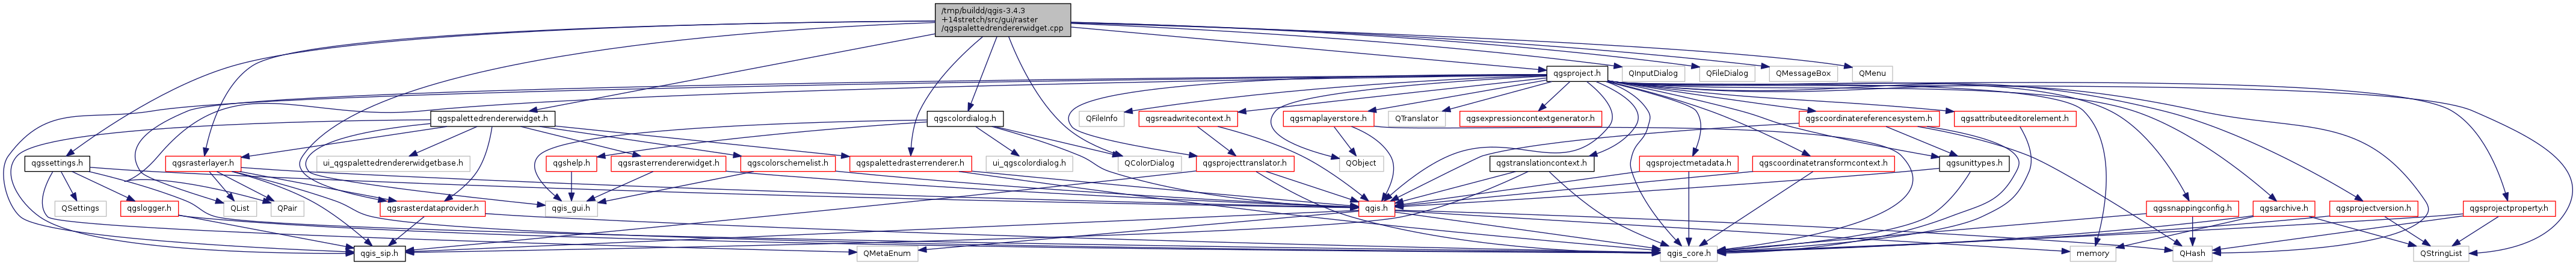 /tmp/buildd/qgis-3.4.3
+14stretch/src/gui/raster
/qgspalettedrendererwidget.cpp
qgsproject.h
QInputDialog
QFileDialog
QMessageBox
QMenu
qgspalettedrendererwidget.h
qgscolordialog.h
QFileInfo
qgsreadwritecontext.h
qgsmaplayerstore.h
QTranslator
qgsexpressioncontextgenerator.h
qgscoordinatereferencesystem.h
qgsattributeeditorelement.h
qgssettings.h
qgsrasterlayer.h
ui_qgspalettedrendererwidgetbase.h
qgshelp.h
qgsrasterrendererwidget.h
qgscolorschemelist.h
qgspalettedrasterrenderer.h
ui_qgscolordialog.h
QColorDialog
qgsprojecttranslator.h
QObject
qgstranslationcontext.h
qgsprojectmetadata.h
qgscoordinatetransformcontext.h
qgsunittypes.h
QSettings
qgslogger.h
QList
QPair
qgsrasterdataprovider.h
qgis_gui.h
qgis.h
qgssnappingconfig.h
qgsarchive.h
qgsprojectversion.h
qgsprojectproperty.h
qgis_sip.h
QMetaEnum
qgis_core.h
memory
QHash
QStringList